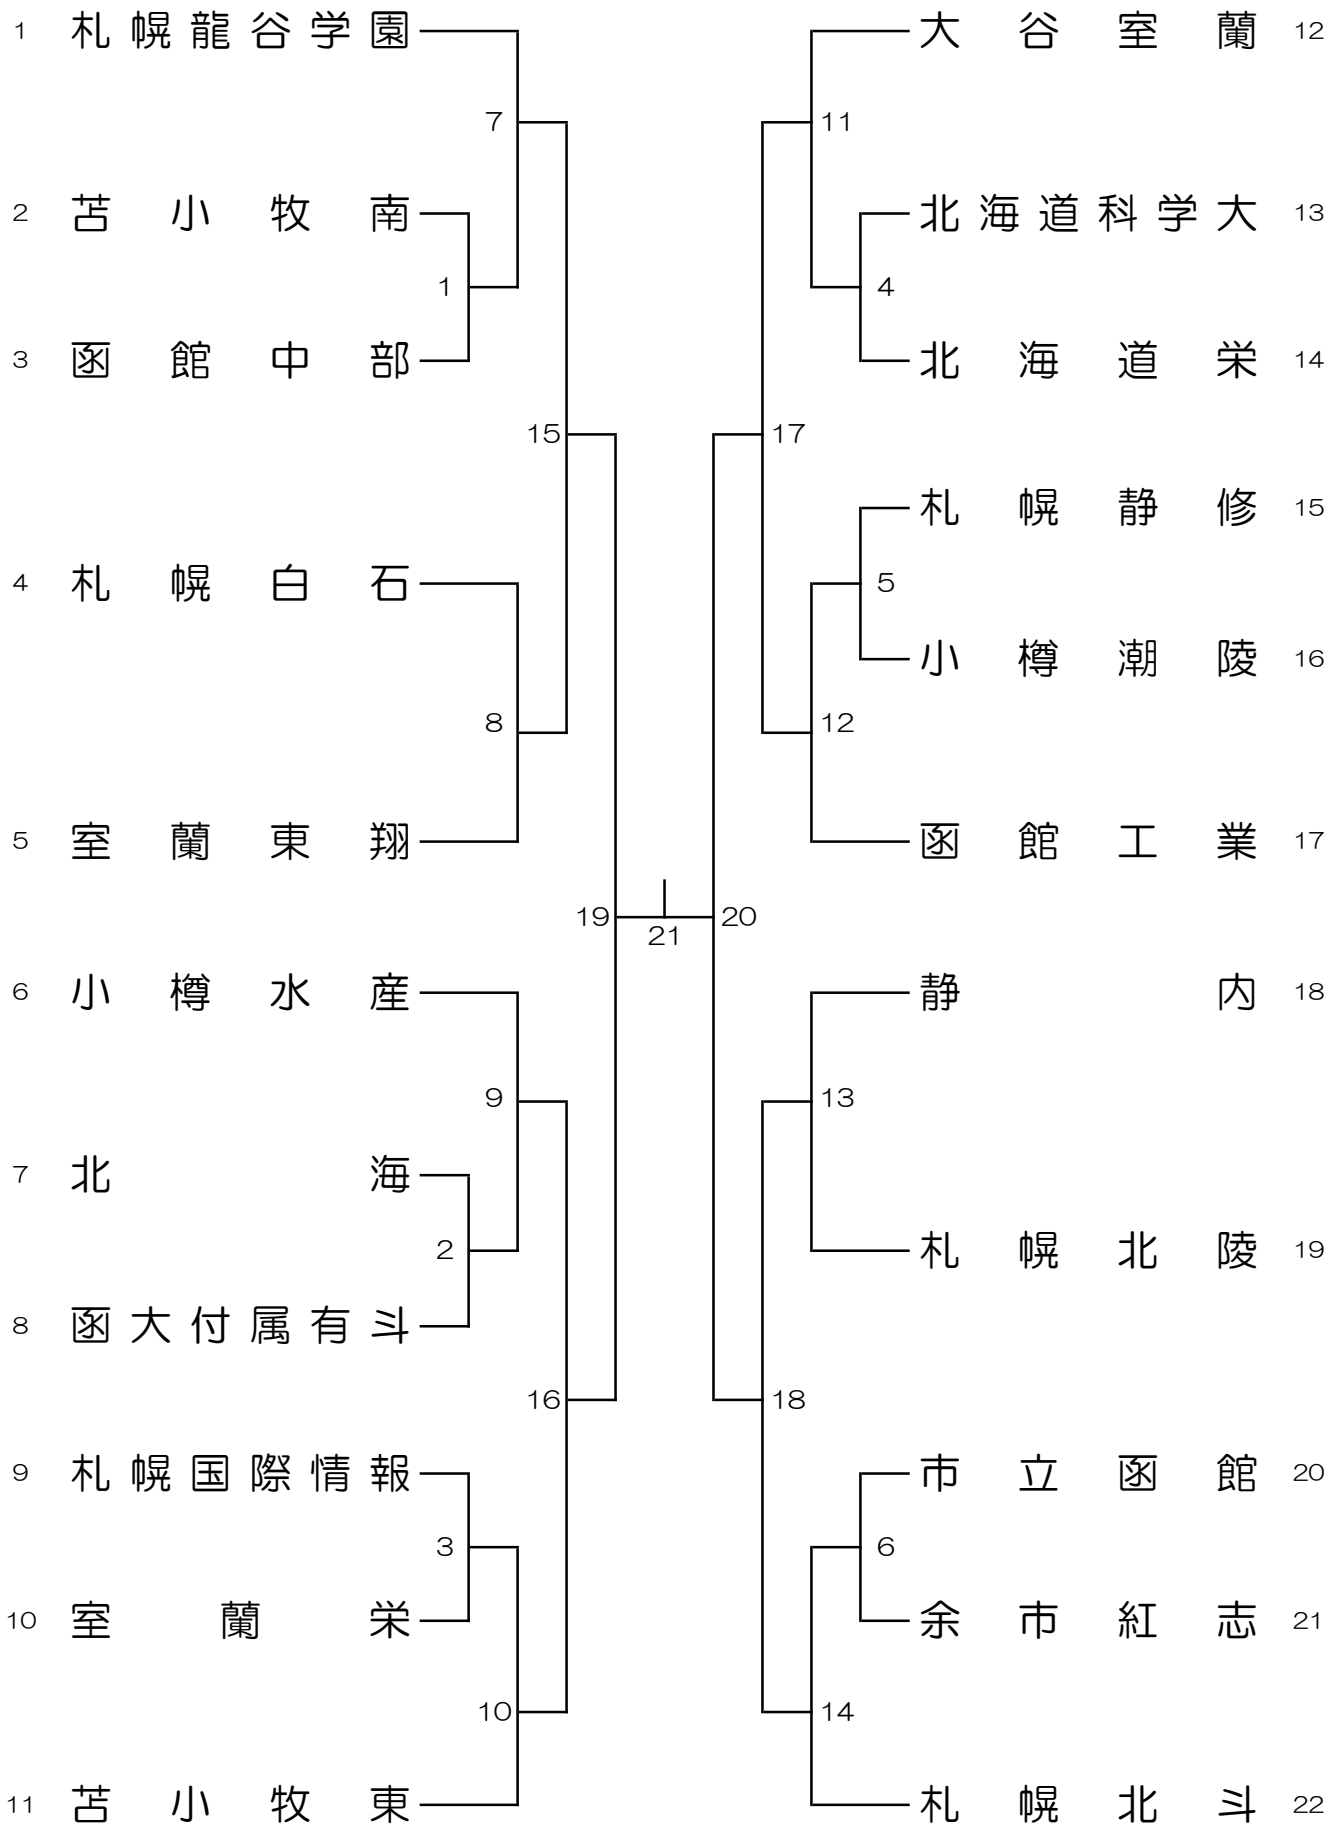 1 札幌龍谷学園
大谷室蘭 12
7
11
2 苫小牧南
北海道科学大 13
1
4
3 函館中部
北海道栄 14
15
17
札幌静修 15
4 札幌白石
5
小樽潮陵 16
8
12
5 室蘭東翔
函館工業 17
19
20
21
6 小樽水産
静内 18
9
13
7 北海
2
札幌北陵 19
8 函大付属有斗
16
18
9 札幌国際情報
市立函館 20
3
6
10 室蘭栄
余市紅志 21
10
14
11 苫小牧東
札幌北斗 22